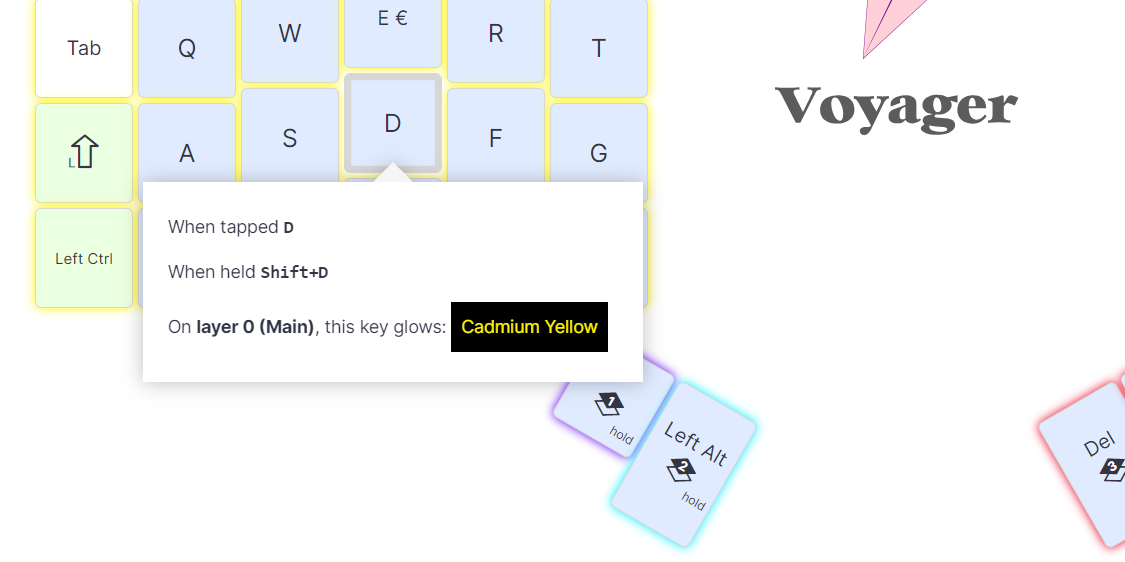 Tab
Q
W
E €
R
T
L
A
S
D
F
G
Left Ctrl
When tapped D
When held Shift+D
On layer 0 (Main), this key glows: Cadmium Yellow
1
hold
Left Alt
2
hold
Voyager
Del
3